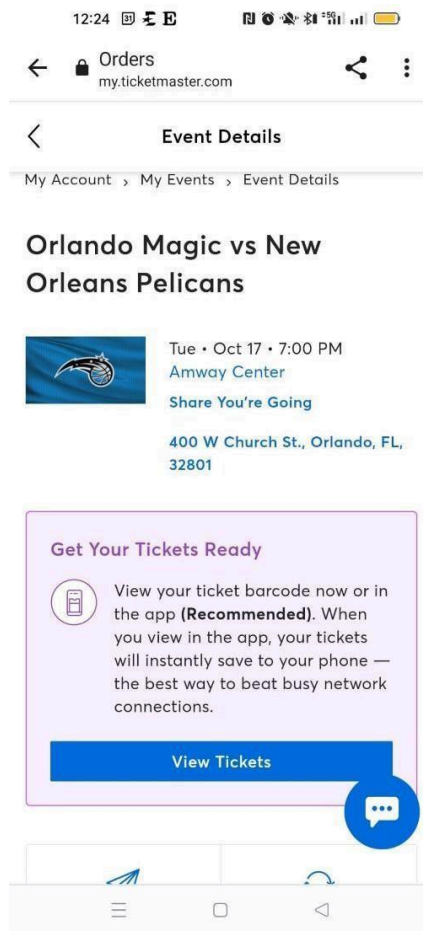 12:24
31
Orders
my.ticketmaster.com
Event Details
My Account > My Events > Event Details
Orlando Magic vs New
Orleans Pelicans
Tue • Oct 17 • 7:00 PM
Amway Center
Share You're Going
400 W Church St., Orlando, FL,
32801
Get Your Tickets Ready
View your ticket barcode now or in
the app (Recommended). When
you view in the app, your tickets
will instantly save to your phone —
the best way to beat busy network
connections.
View Tickets